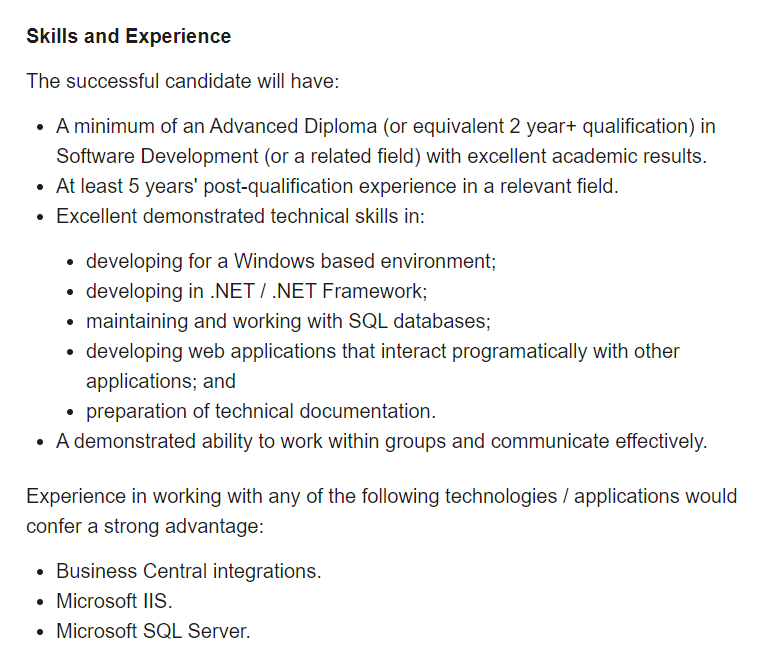 Skills and Experience
The successful candidate will have:
• A minimum of an Advanced Diploma (or equivalent 2 year+ qualification) in
Software Development (or a related field) with excellent academic results.
• At least 5 years' post-qualification experience in a relevant field.
• Excellent demonstrated technical skills in:
• developing for a Windows based environment;
• developing in .NET / .NET Framework;
• maintaining and working with SQL databases;
• developing web applications that interact programatically with other
applications; and
• preparation of technical documentation.
• A demonstrated ability to work within groups and communicate effectively.
Experience in working with any of the following technologies / applications would
confer a strong advantage:
• Business Central integrations.
• Microsoft IIS.
• Microsoft SQL Server.